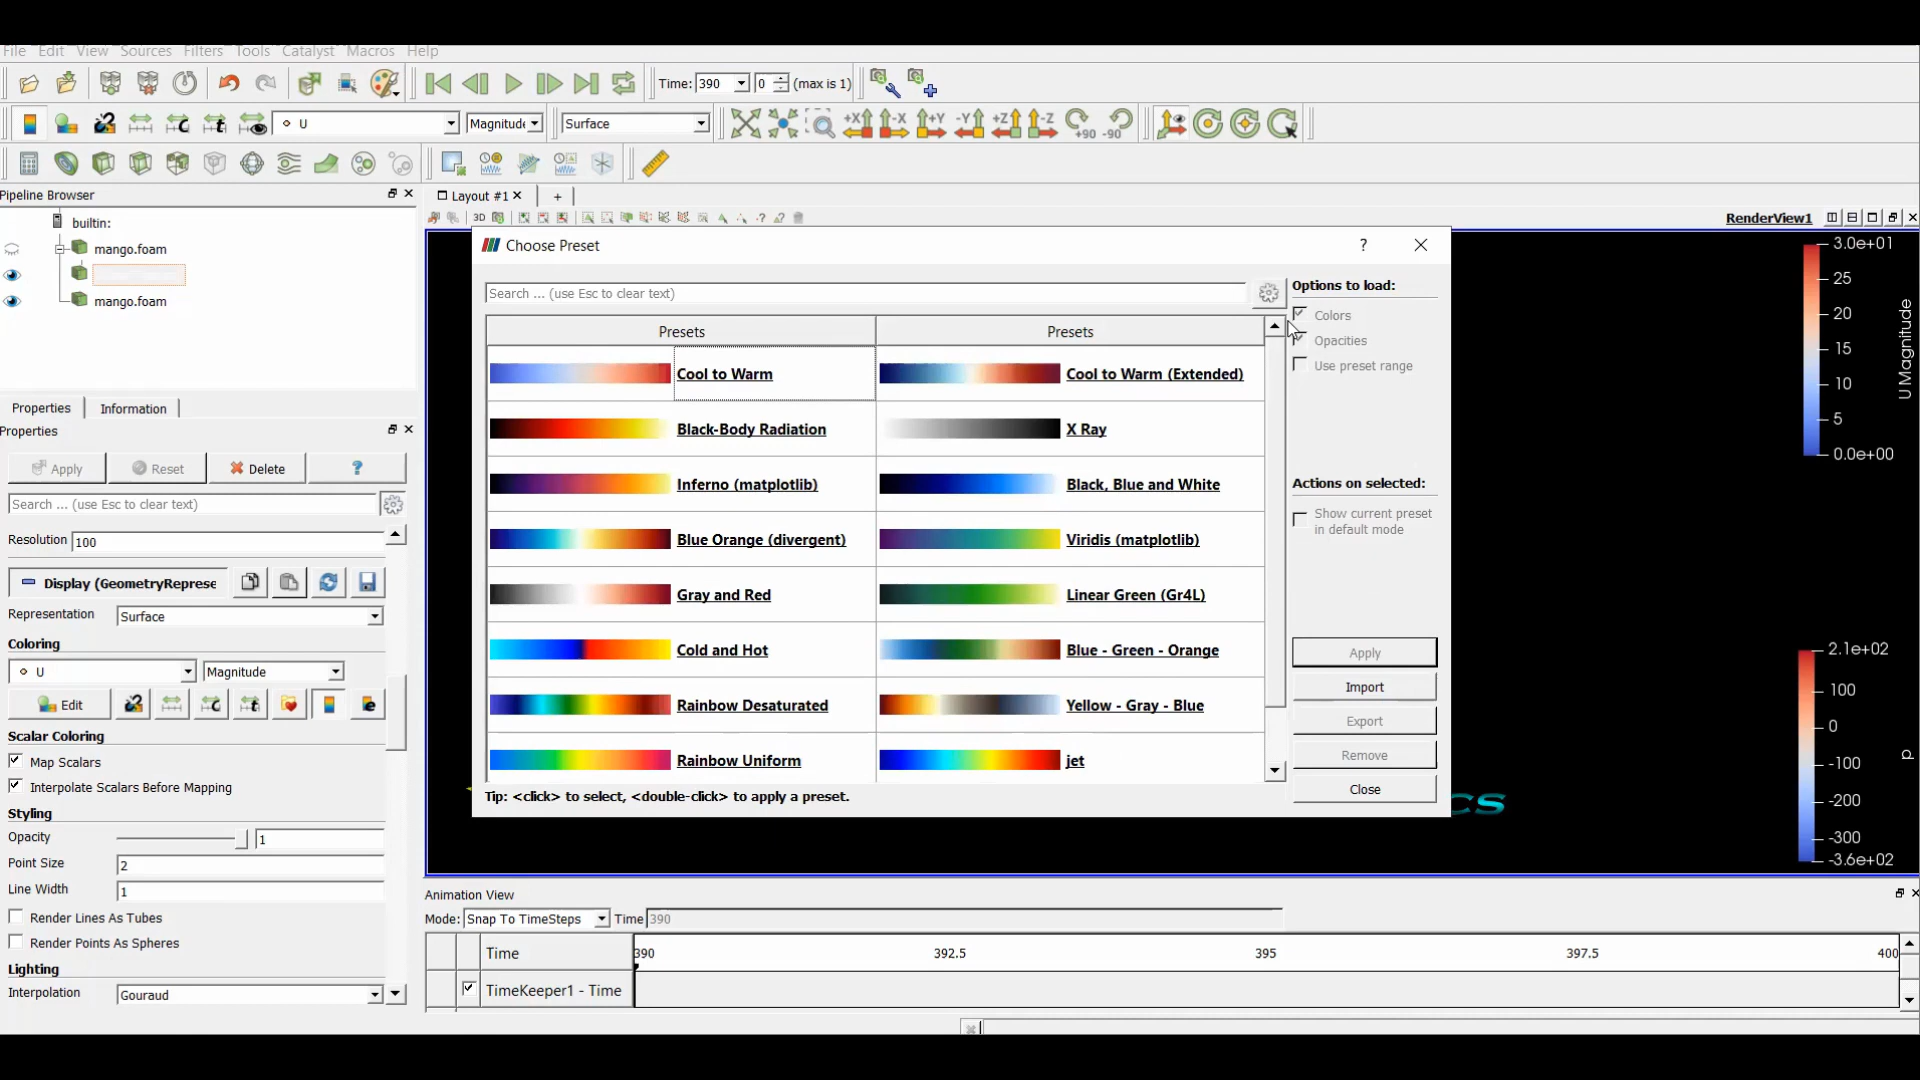 File Edit View Sources Filters Tools Catalyst Macros Help
Time: 390 0 (max is 1)
U Magnitude Surface +X -X +Y -Y +Z -Z +90 -90
Pipeline Browser
Layout #1 +
builtin:
3D
RenderView1
mango.foam
mango.foam
Choose Preset ?
Search ... (use Esc to clear text)
Options to load:
Presets Presets
Colors
Opacities
Use preset range
Cool to Warm Cool to Warm (Extended)
Black-Body Radiation X Ray
Inferno (matplotlib) Black, Blue and White
Actions on selected:
Show current preset
in default mode
Blue Orange (divergent) Viridis (matplotlib)
Gray and Red Linear Green (Gr4L)
Cold and Hot Blue - Green - Orange
Rainbow Desaturated Yellow - Gray - Blue
Rainbow Uniform jet
Apply
Import
Export
Remove
Close
Tip: <click> to select, <double-click> to apply a preset.
3.0e+01
25
20
15
10
5
0.0e+00
U Magnitude
2.1e+02
100
0
-100
-200
-300
-3.6e+02
p
cs
Properties Information
Properties
Apply Reset Delete ?
Search ... (use Esc to clear text)
Resolution 100
Display (GeometryReprese
Representation Surface
Coloring
U Magnitude
Edit
Scalar Coloring
Map Scalars
Interpolate Scalars Before Mapping
Styling
Opacity 1
Point Size 2
Line Width 1
Render Lines As Tubes
Render Points As Spheres
Lighting
Interpolation Gouraud
Animation View
Mode: Snap To TimeSteps Time 390
Time 390 392.5 395 397.5 400
TimeKeeper1 - Time